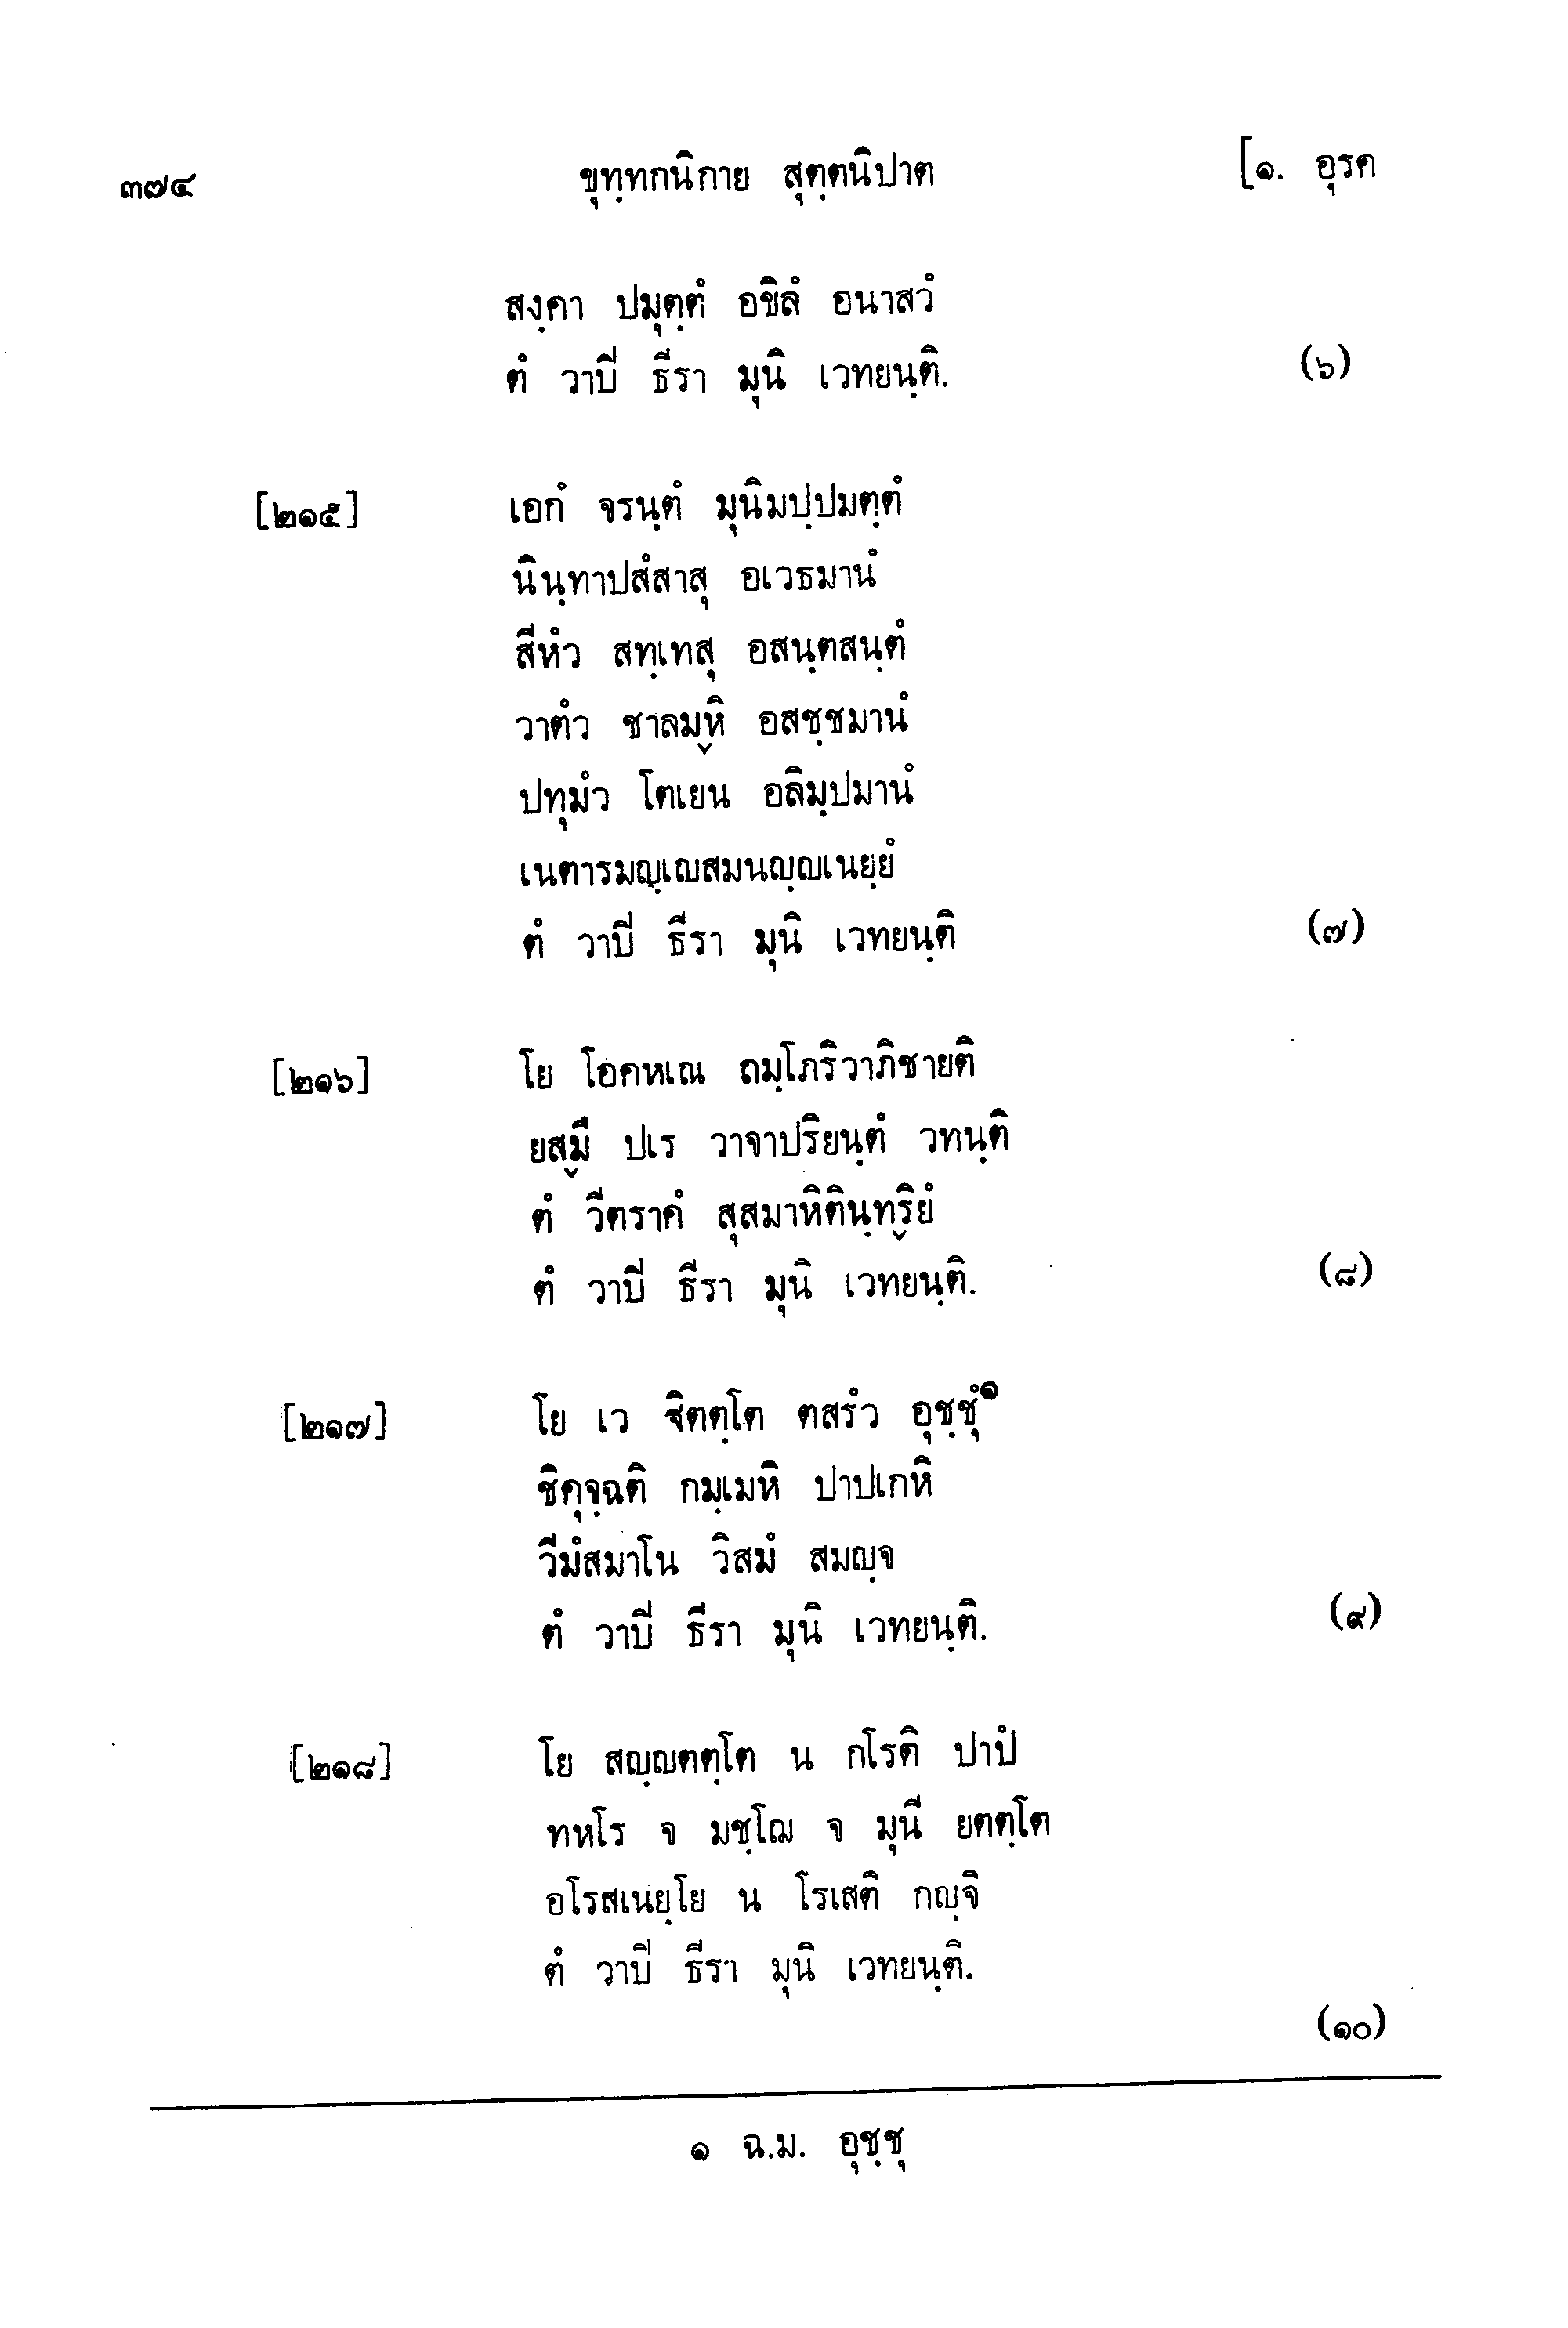 ๓๗๔ ขุทฺทกนิกาย สุตฺตนิปาต [๑. อุรค
สงฺคา ปมุตฺตํ อขิลํ อนาสวํ
ตํ วาปี ธีรา มุนิ เวทยนฺติ. (๖)
[๒๑๕] เอกํ จรนฺตํ มุนิมปฺปมตฺตํ
นินฺทาปสํสาสุ อเวธมานํ
สีหํว สทฺเทสุ อสนฺตสนฺตํ
วาตํว ชาลมฺหิ อสชฺชมานํ
ปทุมํว โตเยน อลิมฺปมานํ
เนตารมญฺเญสมนญฺญเนยฺยํ
ตํ วาปี ธีรา มุนิ เวทยนฺติ (๗)
[๒๑๖] โย โอคหเณ ถมฺโภริวาภิชายติ
ยสฺมึ ปเร วาจาปริยนฺตํ วทนฺติ
ตํ วีตราคํ สุสมาหิตินฺทฺริยํ
ตํ วาปี ธีรา มุนิ เวทยนฺติ. (๘)
[๒๑๗] โย เว ฐิตตฺโต ตสรํว อุชฺชุํ๑
ชิคุจฺฉติ กมฺเมหิ ปาปเกหิ
วีมํสมาโน วิสมํ สมญฺจ
ตํ วาปี ธีรา มุนิ เวทยนฺติ. (๙)
[๒๑๘] โย สญฺญตตฺโต น กโรติ ปาปํ
ทหโร จ มชฺโฌ จ มุนี ยตตฺโต
อโรสเนยฺโย น โรเสติ กญฺจิ
ตํ วาปี ธีรา มุนิ เวทยนฺติ.
(๑๐)
๑ ฉ.ม. อุชฺชุ